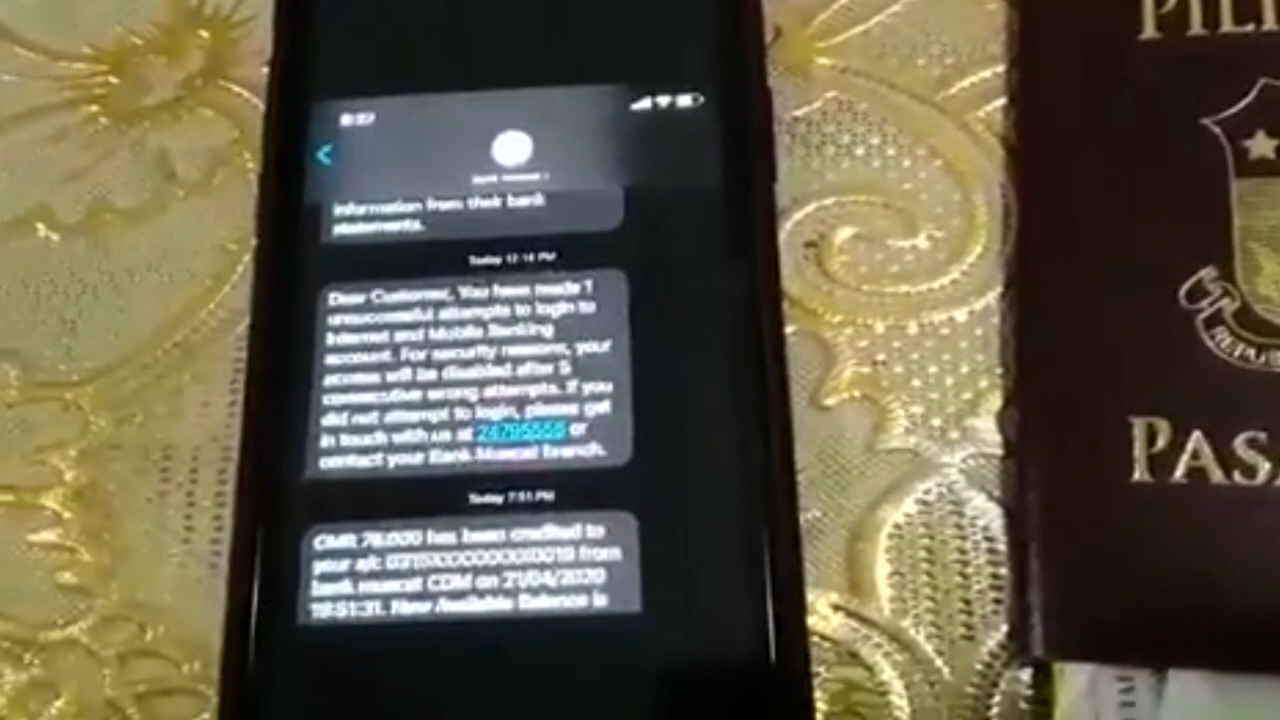 information from their bank
statements.
Today 12:14 PM
Dear Customer, You have made 1
unsuccessful attempts to login to
Internet and Mobile Banking
account. For security reasons, your
access will be disabled after 5
consecutive wrong attempts. If you
did not attempt to login, please get
in touch with us at 24795555 or
contact your Bank Muscat Branch.
Today 7:51 PM
OMR 78.000 has been credited to
your a/c from
bank muscat CDM on 21/04/2020
19:51:31. New Available Balance is
PILI
REPUB
PASA